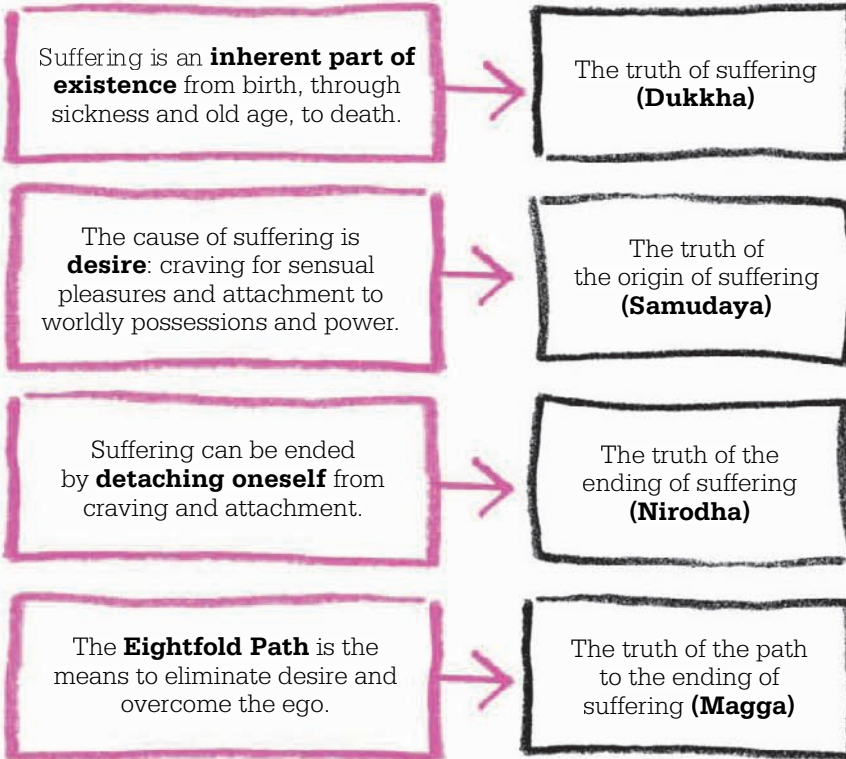 Suffering is an inherent part of
existence from birth, through
sickness and old age, to death.
The truth of suffering
(Dukkha)
The cause of suffering is
desire: craving for sensual
pleasures and attachment to
worldly possessions and power.
The truth of
the origin of suffering
(Samudaya)
Suffering can be ended
by detaching oneself from
craving and attachment.
The truth of the
ending of suffering
(Nirodha)
The Eightfold Path is the
means to eliminate desire and
overcome the ego.
The truth of the path
to the ending of
suffering (Magga)